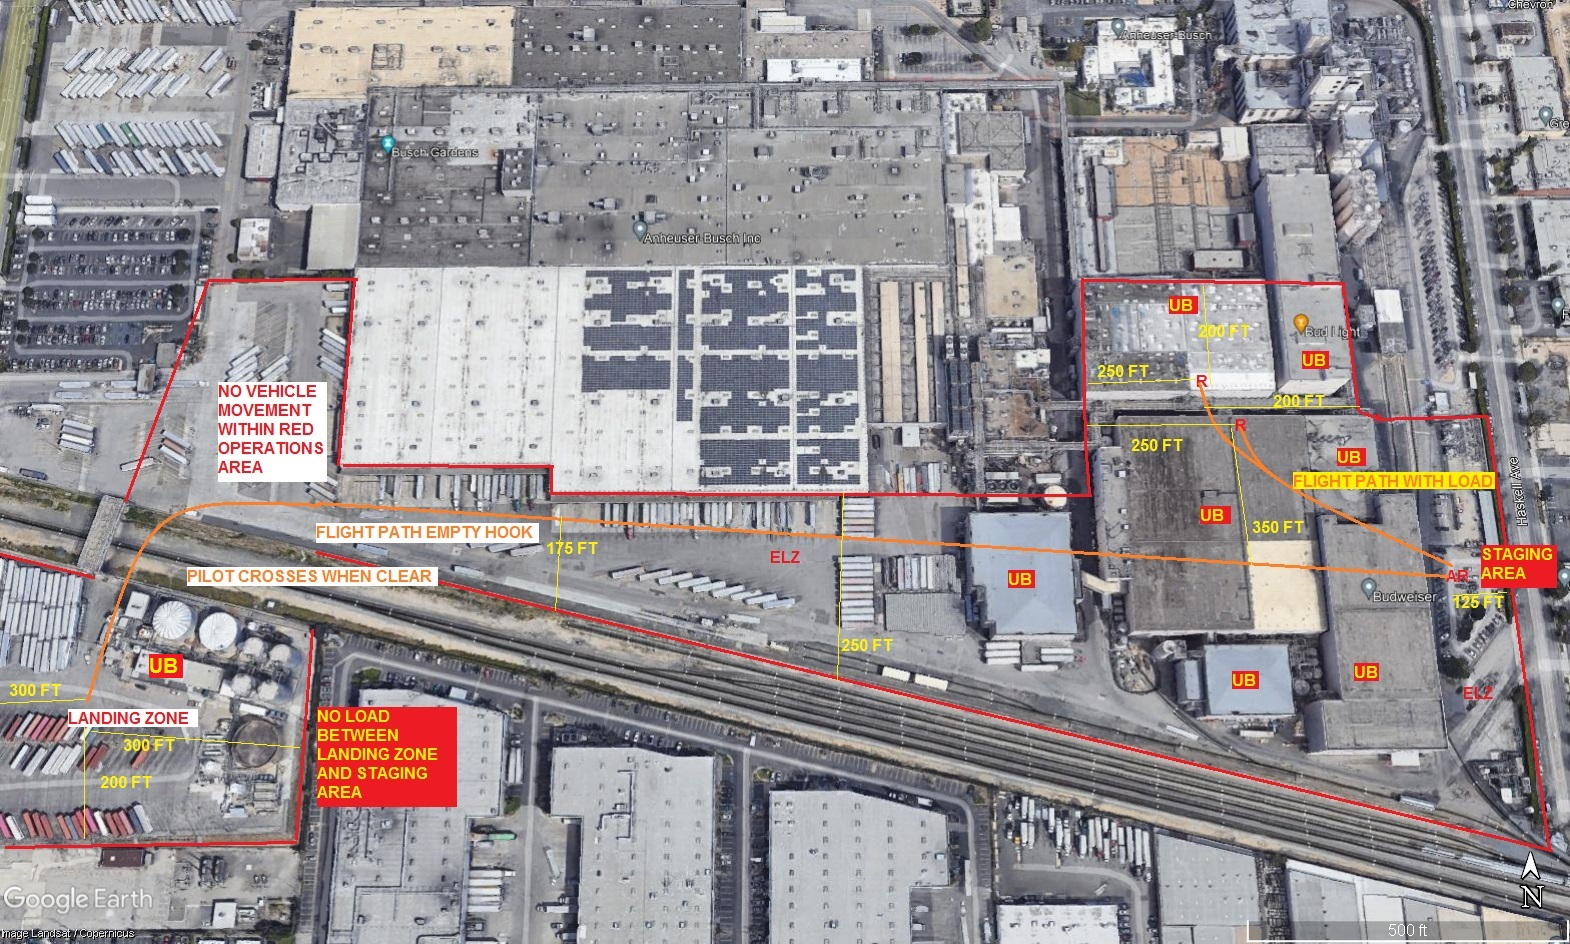 Chevron
Anheuser-Busch
Busch Gardens
Anheuser-Busch Inc
UB
200 FT
Bud Light
UB
250 FT
R
200 FT
NO VEHICLE
MOVEMENT
WITHIN RED
OPERATIONS
AREA
R
250 FT
UB
FLIGHT PATH WITH LOAD
Haskell Ave
UB
350 FT
FLIGHT PATH EMPTY HOOK
175 FT
ELZ
STAGING
AREA
PILOT CROSSES WHEN CLEAR
UB
AR
Budweiser
125 FT
250 FT
UB
UB
UB
300 FT
ELZ
LANDING ZONE
300 FT
200 FT
NO LOAD
BETWEEN
LANDING ZONE
AND STAGING
AREA
Google Earth
N
500 ft
mage Landsat / Copernicus